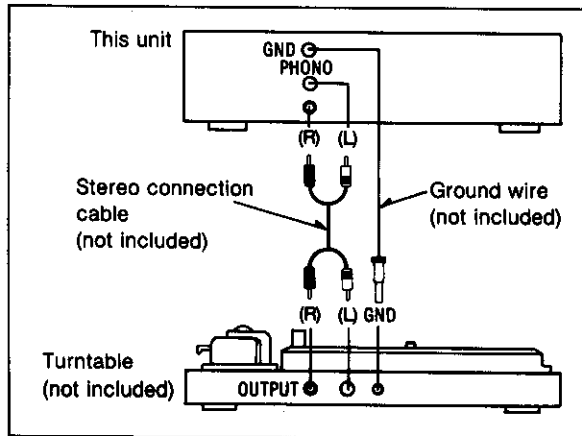 This unit
GND
PHONO
(R) (L)
Stereo connection
cable
(not included)
Ground wire
(not included)
(R) (L) GND
Turntable
(not included)
OUTPUT